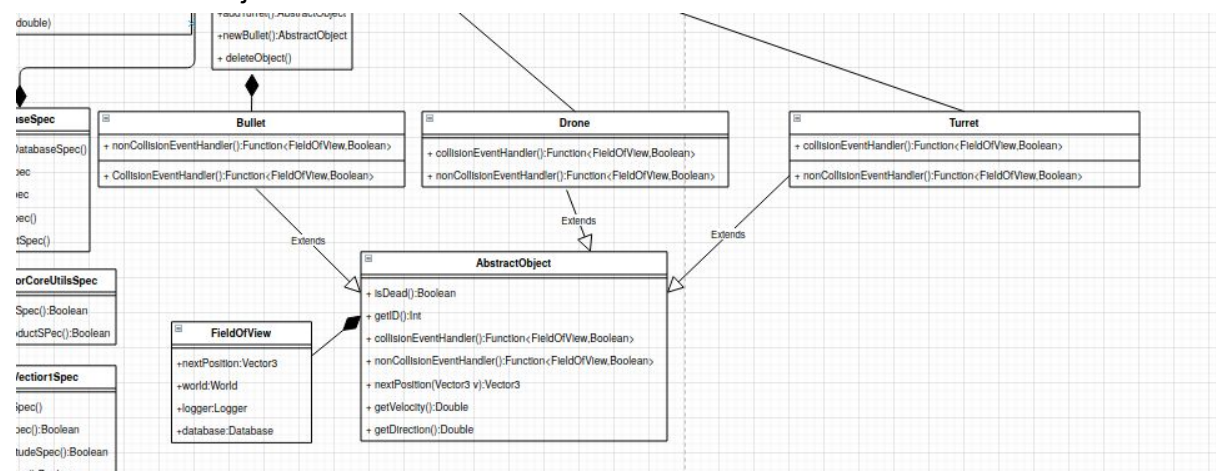 double)
+addTurret():AbstractObject
+newBullet():AbstractObject
+ deleteObject()
aseSpec
DatabaseSpec()
pec
ec
pec()
tSpec()
Bullet
+ nonCollisionEventHandler():Function<FieldOfView,Boolean>
+ CollisionEventHandler():Function<FieldOfView,Boolean>
Drone
+ collisionEventHandler():Function<FieldOfView,Boolean>
+ nonCollisionEventHandler():Function<FieldOfView,Boolean>
Turret
+ collisionEventHandler():Function<FieldOfView,Boolean>
+ nonCollisionEventHandler():Function<FieldOfView,Boolean>
Extends
Extends
Extends
AbstractObject
+ isDead():Boolean
+ getID():Int
+ collisionEventHandler():Function<FieldOfView,Boolean>
+ nonCollisionEventHandler():Function<FieldOfView,Boolean>
+ nextPosition(Vector3 v):Vector3
+ getVelocity():Double
+ getDirection():Double
orCoreUtilsSpec
Spec():Boolean
ductSPec():Boolean
FieldOfView
+nextPosition:Vector3
+world:World
+logger:Logger
+database:Database
Vectior1Spec
Spec()
pec():Boolean
tudeSpec():Boolean